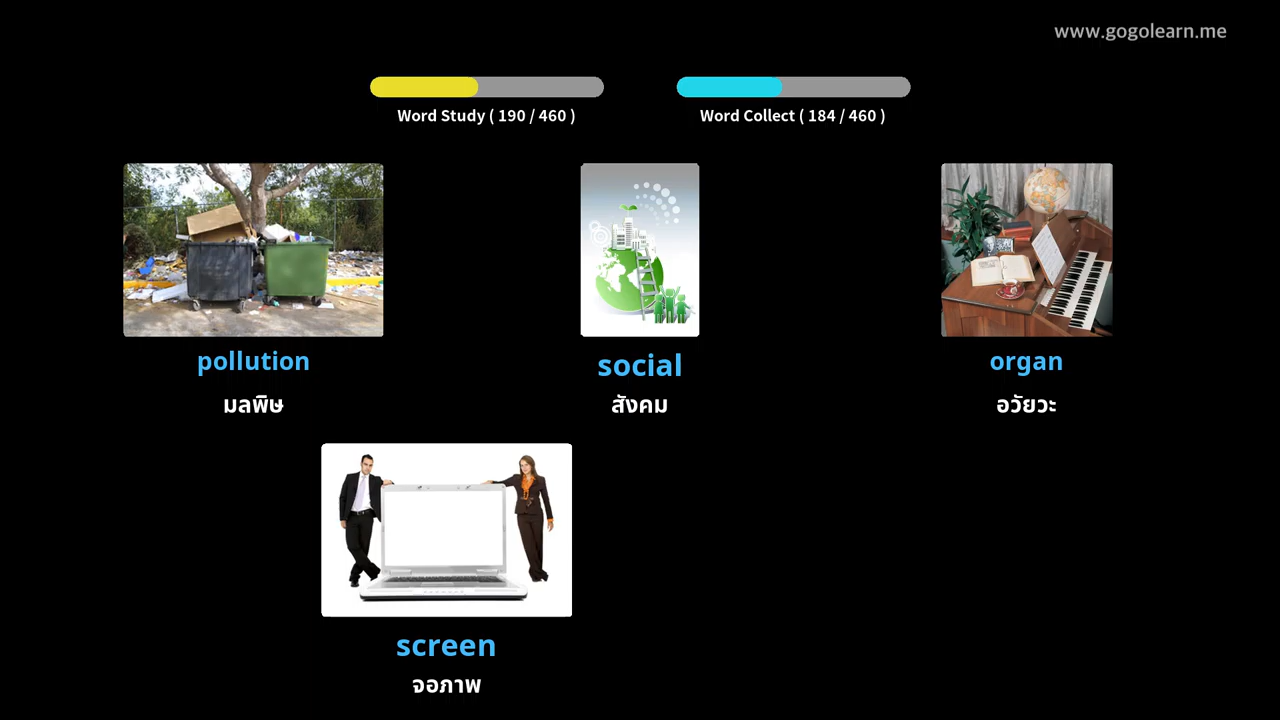 www.gogolearn.me
Word Study ( 190 / 460 )
Word Collect ( 184 / 460 )
pollution
มลพิษ
social
สังคม
organ
อวัยวะ
screen
จอภาพ